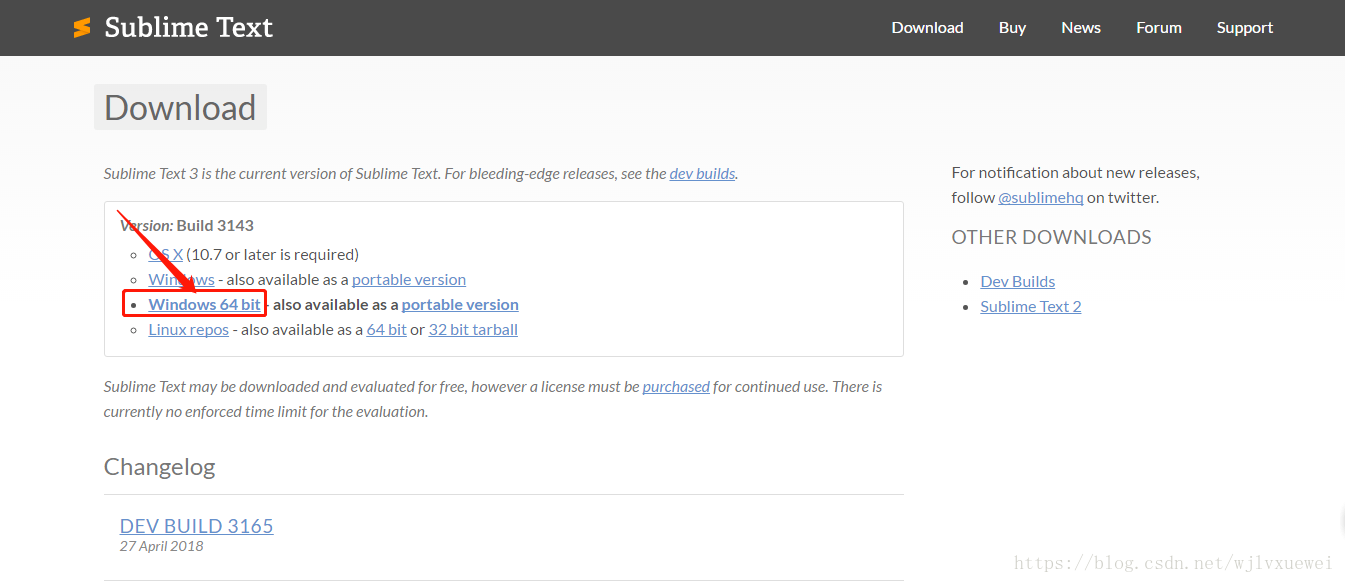 Sublime Text
Download Buy News Forum Support
Download
Sublime Text 3 is the current version of Sublime Text. For bleeding-edge releases, see the dev builds.
Version: Build 3143
OS X (10.7 or later is required)
Windows - also available as a portable version
Windows 64 bit - also available as a portable version
Linux repos - also available as a 64 bit or 32 bit tarball
Sublime Text may be downloaded and evaluated for free, however a license must be purchased for continued use. There is
currently no enforced time limit for the evaluation.
Changelog
DEV BUILD 3165
27 April 2018
For notification about new releases,
follow @sublimehq on twitter.
OTHER DOWNLOADS
Dev Builds
Sublime Text 2
https://blog.csdn.net/wjlvxuewei